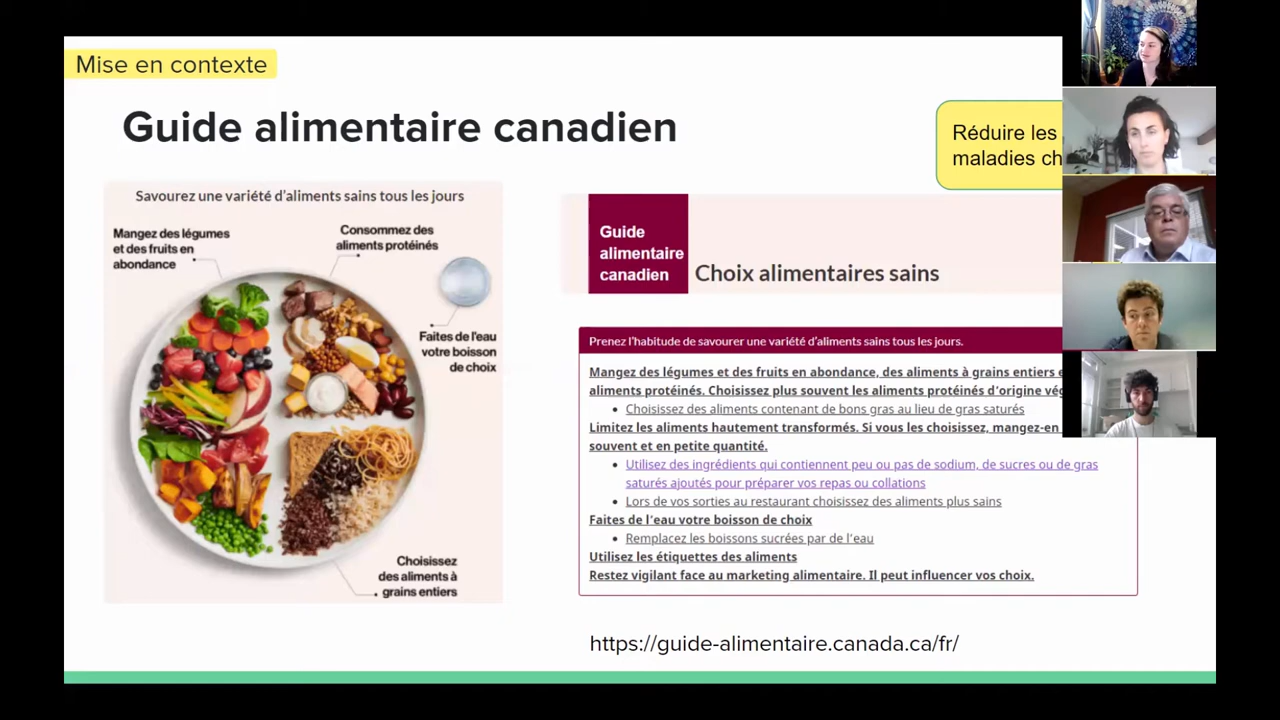 Mise en contexte
Guide alimentaire canadien
Réduire les
maladies ch
Savourez une variété d'aliments sains tous les jours
Mangez des légumes
et des fruits en
abondance
Consommez des
aliments protéinés
Faites de l'eau
votre boisson
de choix
Choisissez
des aliments à
grains entiers
Guide
alimentaire
canadien
Choix alimentaires sains
Prenez l'habitude de savourer une variété d'aliments sains tous les jours.
Mangez des légumes et des fruits en abondance, des aliments à grains entiers e
aliments protéinés. Choisissez plus souvent les aliments protéinés d'origine vég
• Choisissez des aliments contenant de bons gras au lieu de gras saturés
Limitez les aliments hautement transformés. Si vous les choisissez, mangez-en
souvent et en petite quantité.
• Utilisez des ingrédients qui contiennent peu ou pas de sodium, de sucres ou de gras
saturés ajoutés pour préparer vos repas ou collations
• Lors de vos sorties au restaurant choisissez des aliments plus sains
Faites de l'eau votre boisson de choix
• Remplacez les boissons sucrées par de l'eau
Utilisez les étiquettes des aliments
Restez vigilant face au marketing alimentaire. Il peut influencer vos choix.
https://guide-alimentaire.canada.ca/fr/